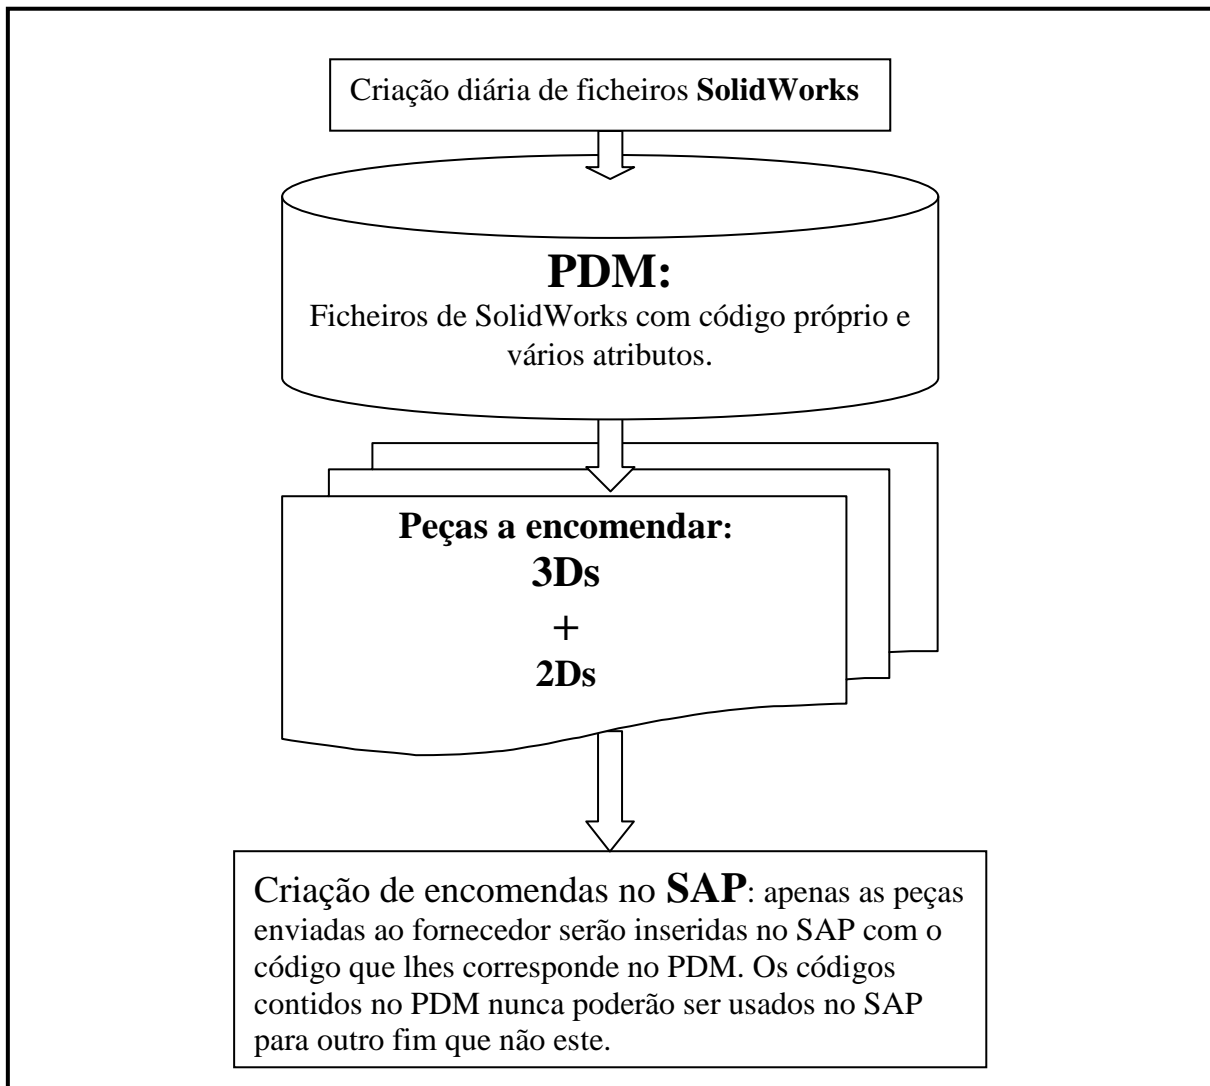 Criação diária de ficheiros SolidWorks
PDM:
Ficheiros de SolidWorks com código próprio e
vários atributos.
Peças a encomendar:
3Ds
+
2Ds
Criação de encomendas no SAP: apenas as peças
enviadas ao fornecedor serão inseridas no SAP com o
código que lhes corresponde no PDM. Os códigos
contidos no PDM nunca poderão ser usados no SAP
para outro fim que não este.